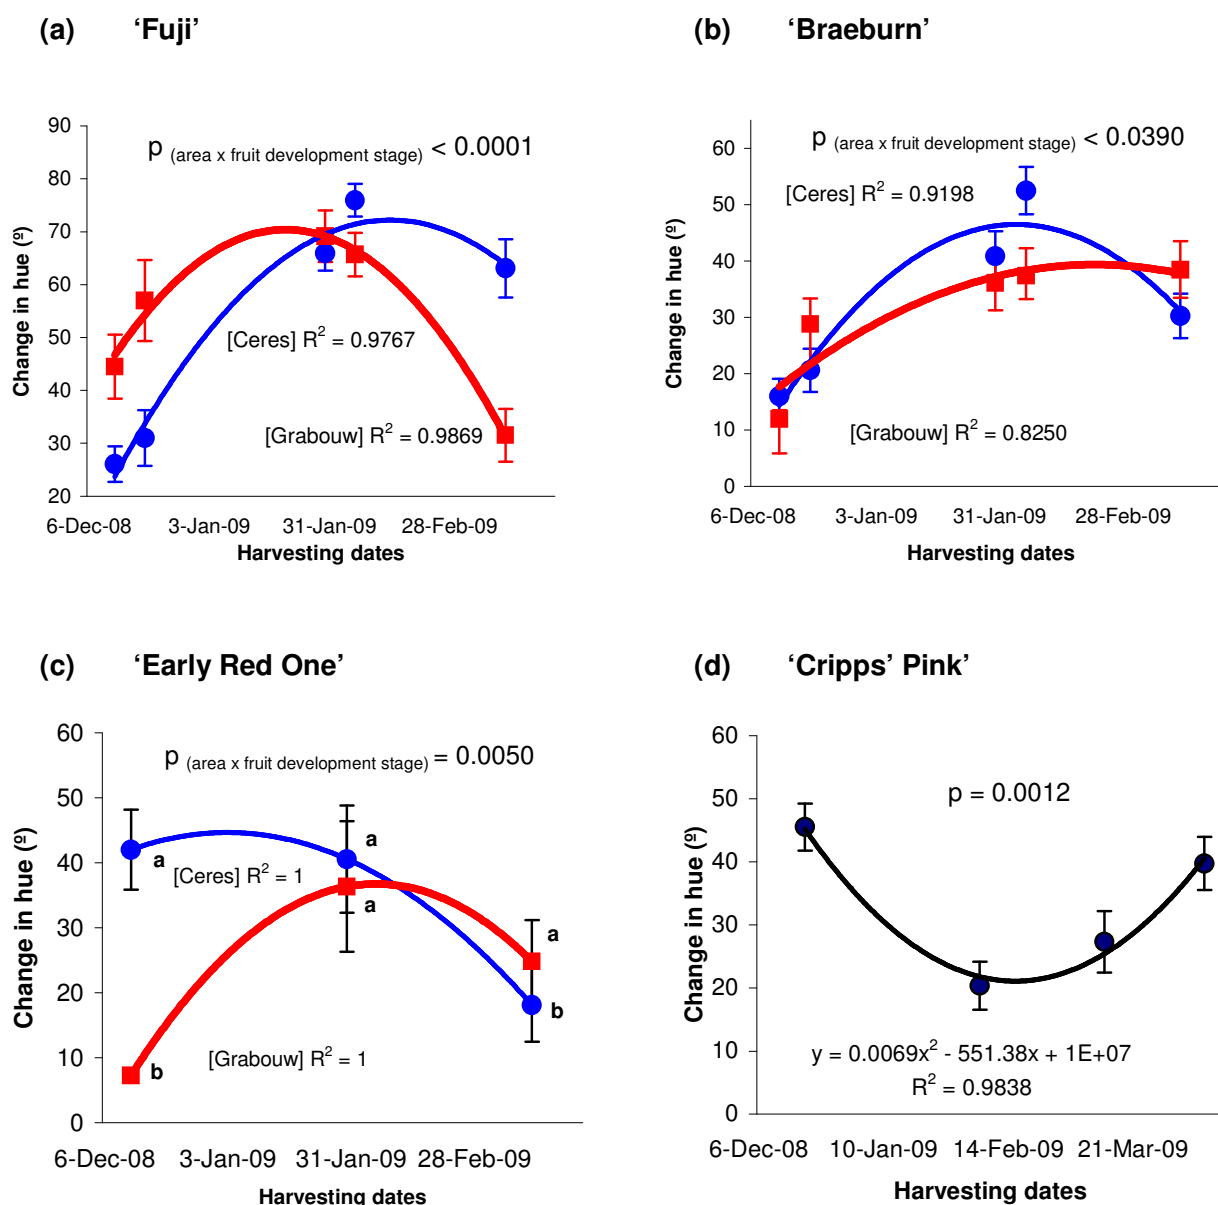 (a) ‘Fuji’
90
80
70
60
50
40
30
20
Change in hue (º)
p (area x fruit development stage) < 0.0001
[Ceres] R² = 0.9767
[Grabouw] R² = 0.9869
6-Dec-08 3-Jan-09 31-Jan-09 28-Feb-09
Harvesting dates
(b) ‘Braeburn’
60
50
40
30
20
10
0
Change in hue (º)
p (area x fruit development stage) < 0.0390
[Ceres] R² = 0.9198
[Grabouw] R² = 0.8250
6-Dec-08 3-Jan-09 31-Jan-09 28-Feb-09
Harvesting dates
(c) ‘Early Red One’
60
50
40
30
20
10
0
Change in hue (º)
p (area x fruit development stage) = 0.0050
a
a
[Ceres] R² = 1
a
a
b
b
[Grabouw] R² = 1
6-Dec-08 3-Jan-09 31-Jan-09 28-Feb-09
Harvesting dates
(d) ‘Cripps’ Pink’
60
50
40
30
20
10
0
Change in hue (º)
p = 0.0012
y = 0.0069x² - 551.38x + 1E+07
R² = 0.9838
6-Dec-08 10-Jan-09 14-Feb-09 21-Mar-09
Harvesting dates